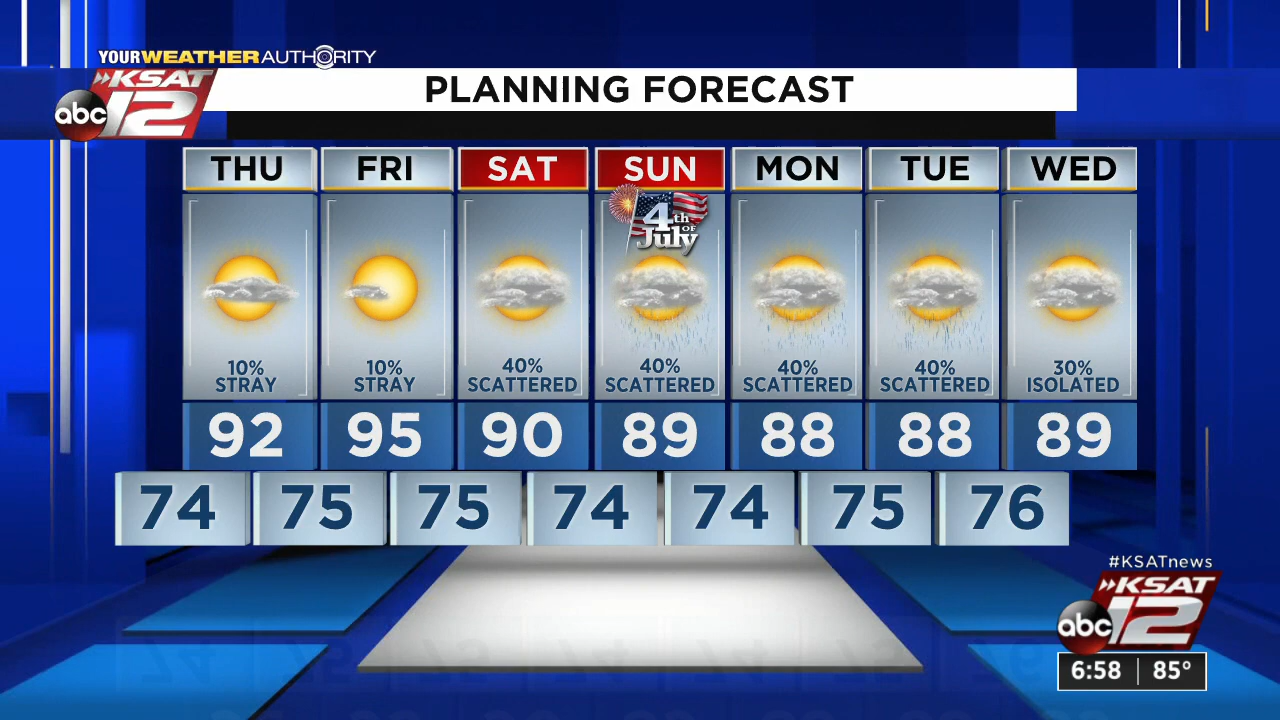 YOURWEATHERAUTHORITY
KSAT
abc 12
PLANNING FORECAST
THU FRI SAT SUN MON TUE WED
4th
OF
July
10% 10% 40% 40% 40% 40% 30%
STRAY STRAY SCATTERED SCATTERED SCATTERED SCATTERED ISOLATED
92 95 90 89 88 88 89
74 75 75 74 74 75 76
#KSATnews
KSAT
abc 12
6:58 85°